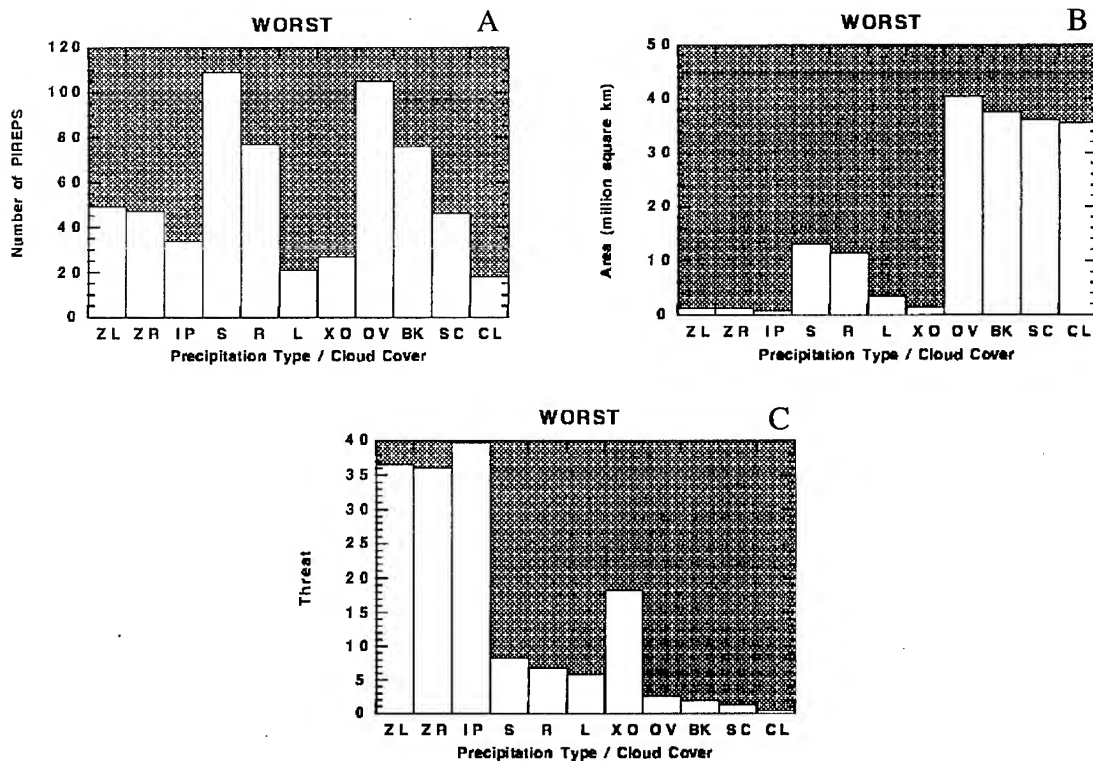 WORST
A
120
100
80
60
40
20
0
Number of PIREPS
ZL ZR IP S R L XO OV BK SC CL
Precipitation Type / Cloud Cover
WORST
B
50
40
30
20
10
0
Area (million square km)
ZL ZR IP S R L XO OV BK SC CL
Precipitation Type / Cloud Cover
WORST
C
40
35
30
25
20
15
10
5
0
Threat
ZL ZR IP S R L XO OV BK SC CL
Precipitation Type / Cloud Cover